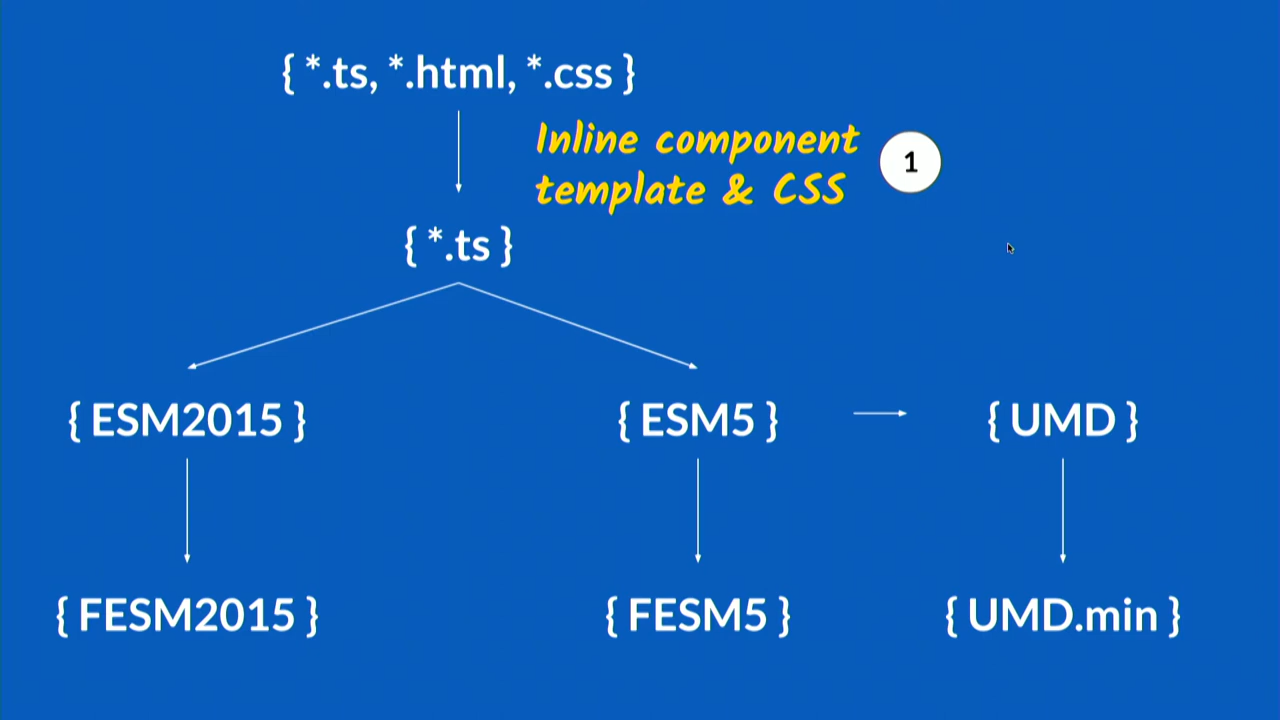 { *.ts, *.html, *.css }
Inline component
template & CSS
1
{ *.ts }
{ ESM2015 }
{ ESM5 }
{ UMD }
{ FESM2015 }
{ FESM5 }
{ UMD.min }